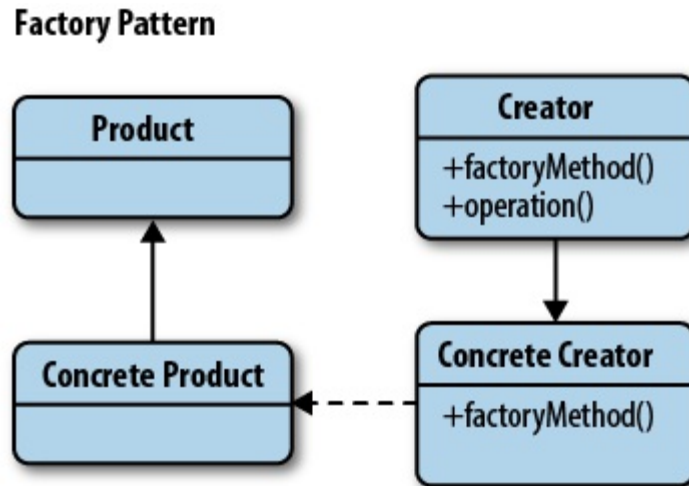 Factory Pattern
Product
Creator
+factoryMethod()
+operation()
Concrete Product
Concrete Creator
+factoryMethod()